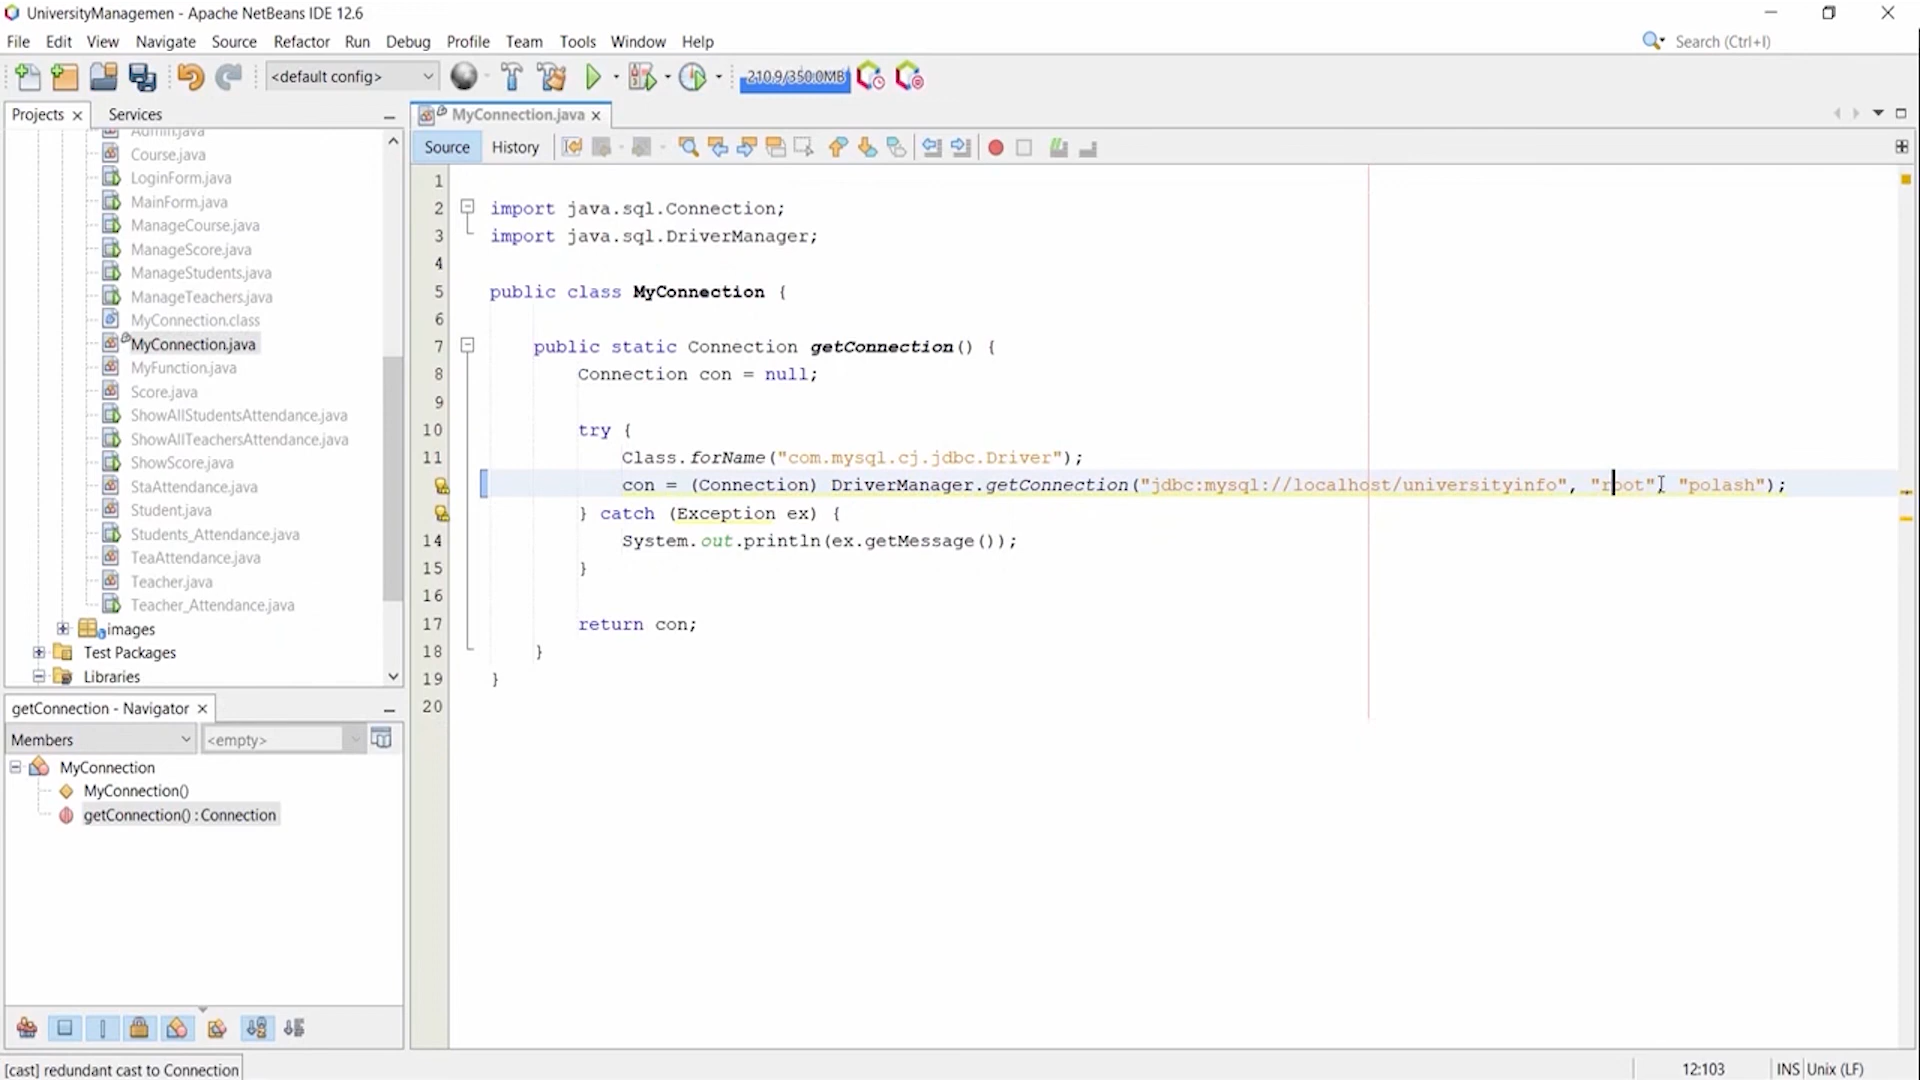 UniversityManagemen - Apache NetBeans IDE 12.6
File Edit View Navigate Source Refactor Run Debug Profile Team Tools Window Help
Search (Ctrl+I)
<default config>
210.9/350.0MB
Projects Services
Admin.java
Course.java
LoginForm.java
MainForm.java
ManageCourse.java
ManageScore.java
ManageStudents.java
ManageTeachers.java
MyConnection.class
MyConnection.java
MyFunction.java
Score.java
ShowAllStudentsAttendance.java
ShowAllTeachersAttendance.java
ShowScore.java
StaAttendance.java
Student.java
Students_Attendance.java
TeaAttendance.java
Teacher.java
Teacher_Attendance.java
images
Test Packages
Libraries
getConnection - Navigator
Members <empty>
MyConnection
MyConnection()
getConnection() : Connection
MyConnection.java
Source History
1
2 import java.sql.Connection;
3 import java.sql.DriverManager;
4
5 public class MyConnection {
6
7 public static Connection getConnection() {
8 Connection con = null;
9
10 try {
11 Class.forName("com.mysql.cj.jdbc.Driver");
con = (Connection) DriverManager.getConnection("jdbc:mysql://localhost/universityinfo", "root", "polash");
} catch (Exception ex) {
14 System.out.println(ex.getMessage());
15 }
16
17 return con;
18 }
19 }
20
[cast] redundant cast to Connection
12:103 INS Unix (LF)